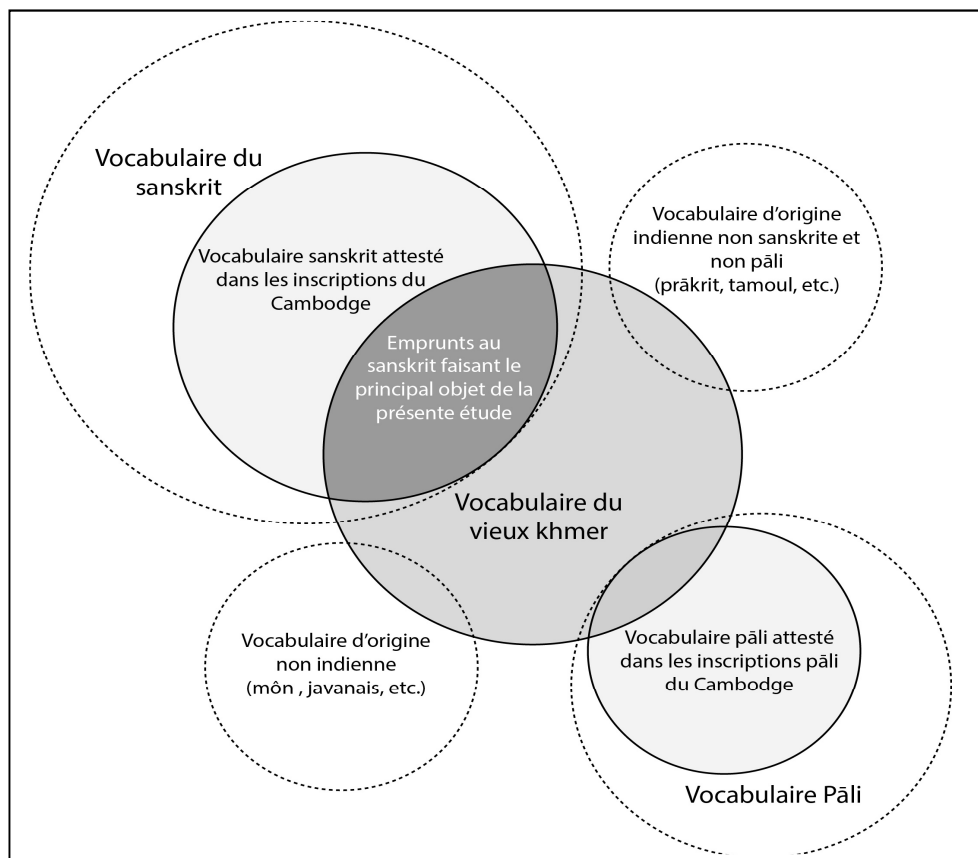 Vocabulaire du
sanskrit
Vocabulaire sanskrit attesté
dans les inscriptions du
Cambodge
Vocabulaire d’origine
indienne non sanskrite et
non pāli
(prākrit, tamoul, etc.)
Emprunts au
sanskrit faisant le
principal objet de la
présente étude
Vocabulaire du
vieux khmer
Vocabulaire d’origine
non indienne
(môn , javanais, etc.)
Vocabulaire pāli attesté
dans les inscriptions pāli
du Cambodge
Vocabulaire Pāli